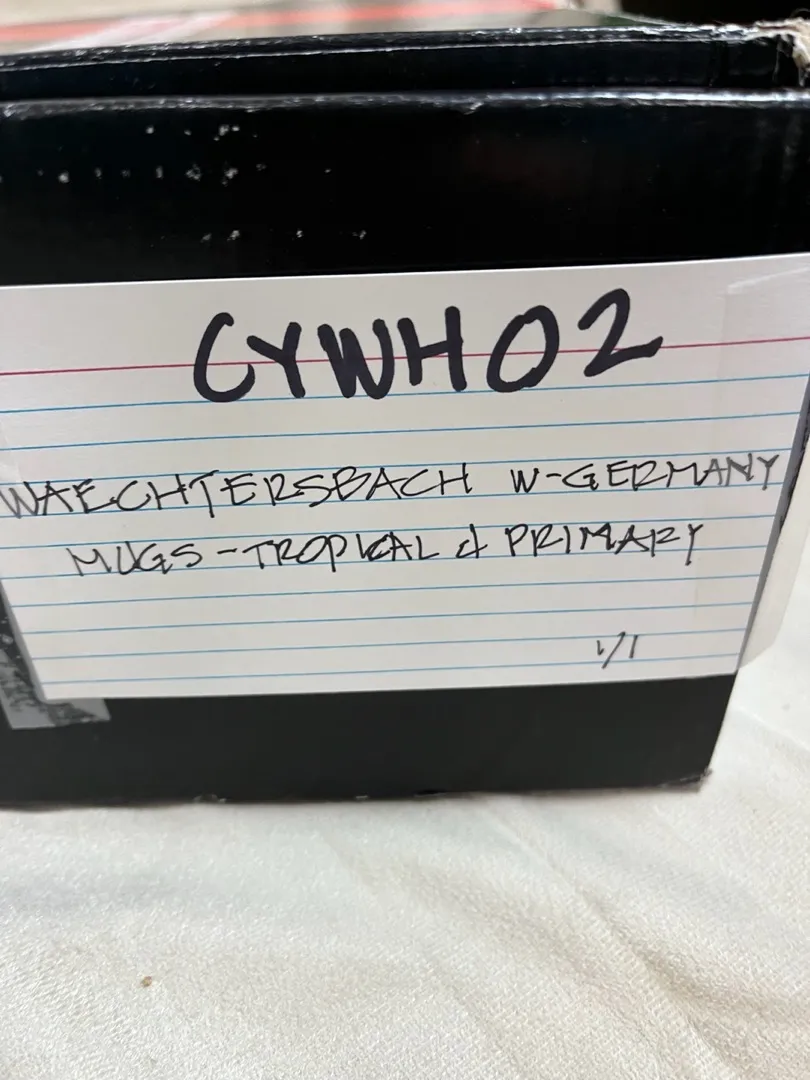 CYWH02
WAECHTERSBACH W-GERMANY
MUGS - TROPICAL & PRIMARY
1/1